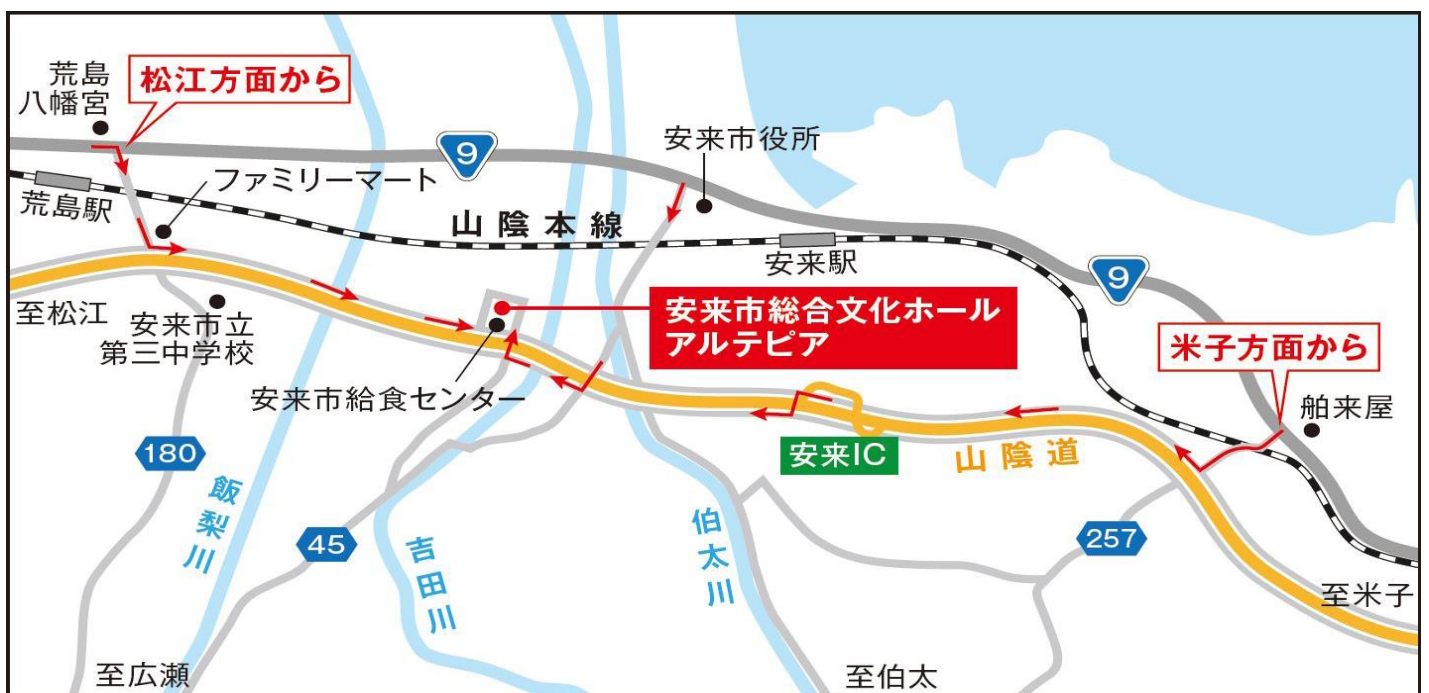 荒島
八幡宮
松江方面から
9
安来市役所
ファミリーマート
荒島駅
山陰本線
安来駅
9
至松江
安来市立
第三中学校
安来市総合文化ホール
アルテピア
米子方面から
安来市給食センター
舶来屋
180
安来IC
山陰道
飯梨川
45
吉田川
伯太川
257
至米子
至広瀬
至伯太